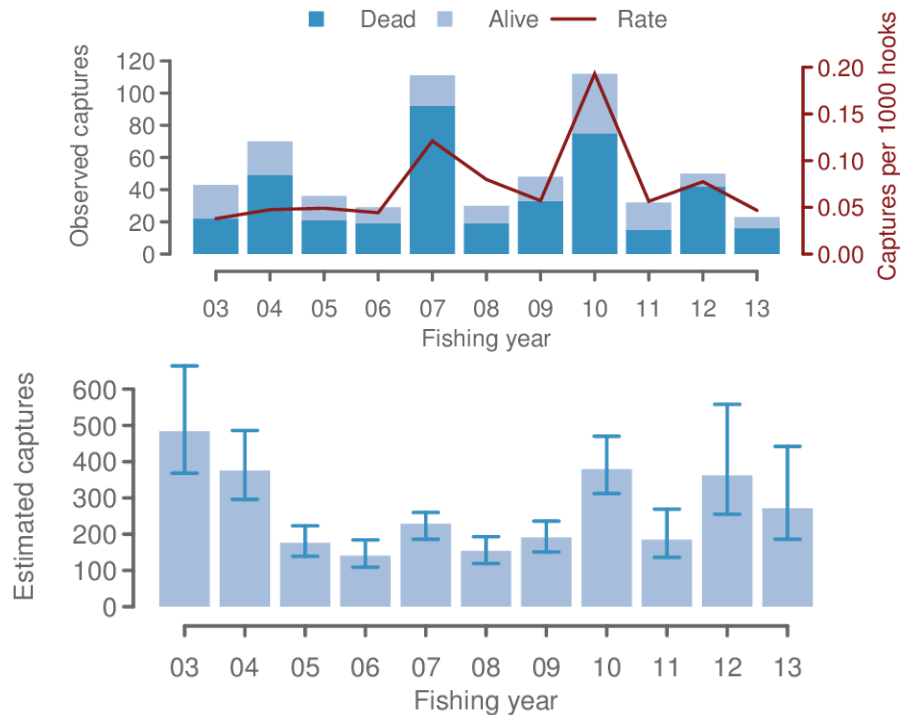 Dead Alive Rate
Observed captures
120
100
80
60
40
20
0
Captures per 1000 hooks
0.20
0.15
0.10
0.05
0.00
03 04 05 06 07 08 09 10 11 12 13
Fishing year
Estimated captures
600
500
400
300
200
100
0
03 04 05 06 07 08 09 10 11 12 13
Fishing year